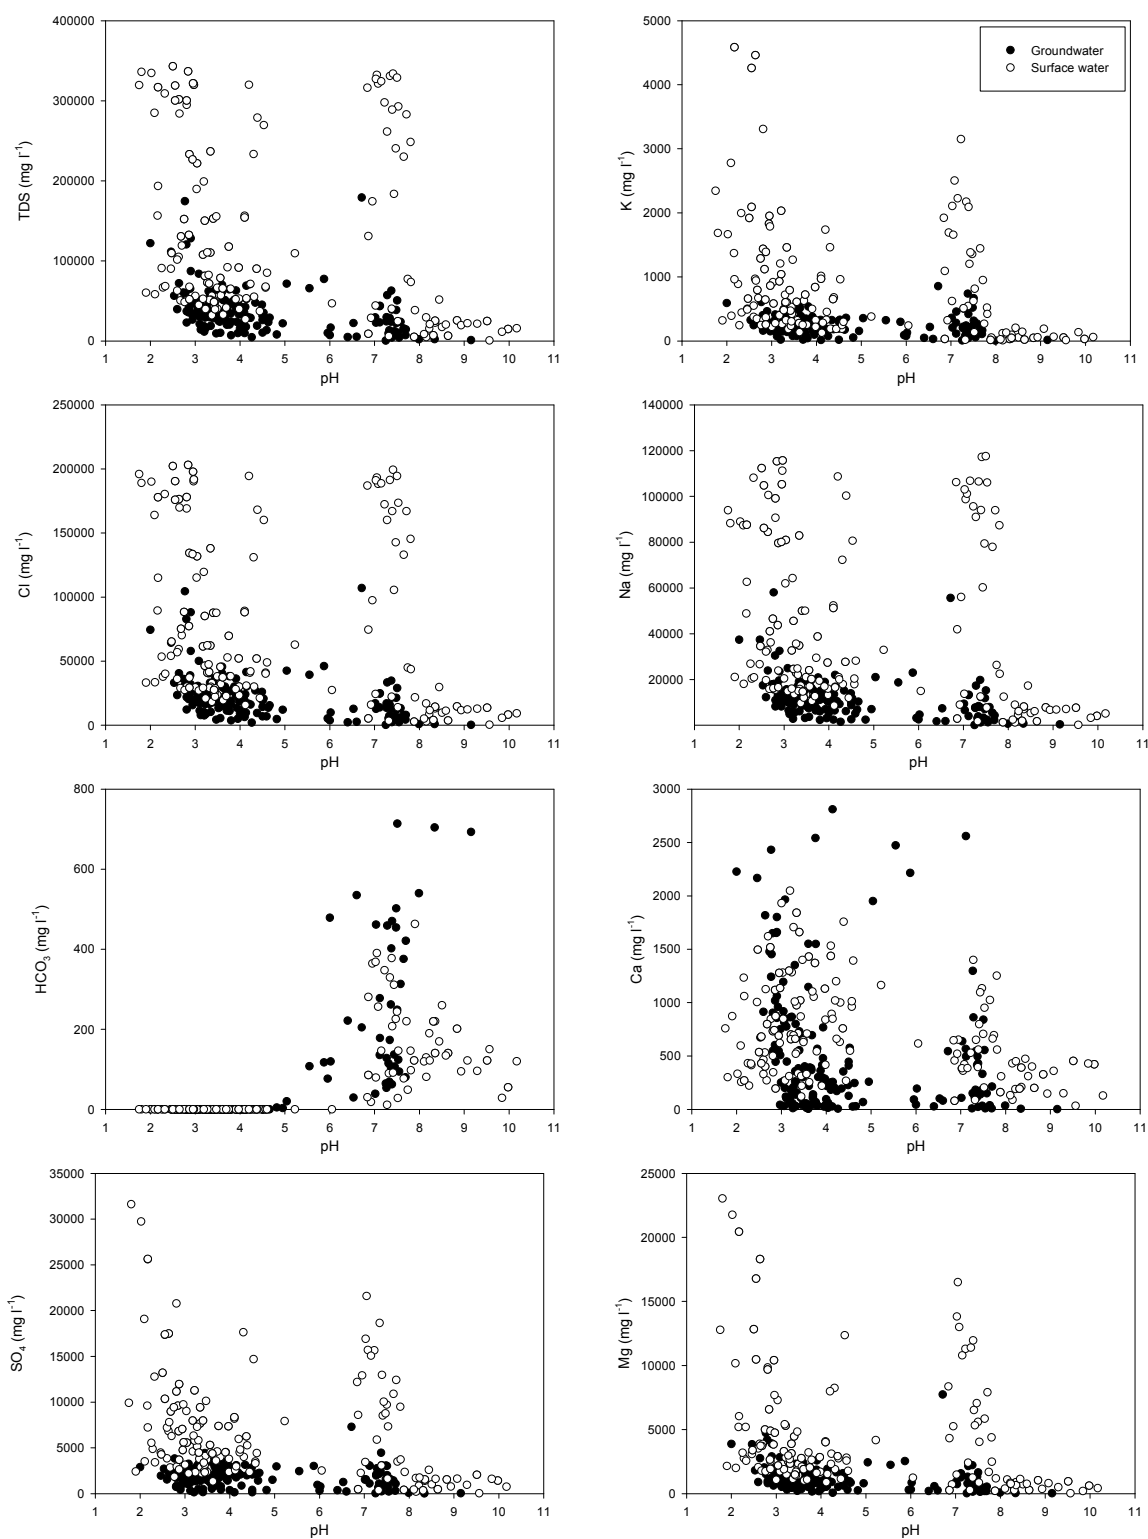 400000
300000
200000
100000
0
TDS (mg l⁻¹)
1 2 3 4 5 6 7 8 9 10 11
pH
5000
4000
3000
2000
1000
0
K (mg l⁻¹)
Groundwater
Surface water
1 2 3 4 5 6 7 8 9 10 11
pH
250000
200000
150000
100000
50000
0
Cl (mg l⁻¹)
1 2 3 4 5 6 7 8 9 10 11
pH
140000
120000
100000
80000
60000
40000
20000
Na (mg l⁻¹)
1 2 3 4 5 6 7 8 9 10 11
pH
800
600
400
200
0
HCO₃ (mg l⁻¹)
1 2 3 4 5 6 7 8 9 10 11
pH
3000
2500
2000
1500
1000
500
0
Ca (mg l⁻¹)
1 2 3 4 5 6 7 8 9 10 11
pH
35000
30000
25000
20000
15000
10000
5000
0
SO₄ (mg l⁻¹)
1 2 3 4 5 6 7 8 9 10 11
pH
25000
20000
15000
10000
5000
0
Mg (mg l⁻¹)
1 2 3 4 5 6 7 8 9 10 11
pH